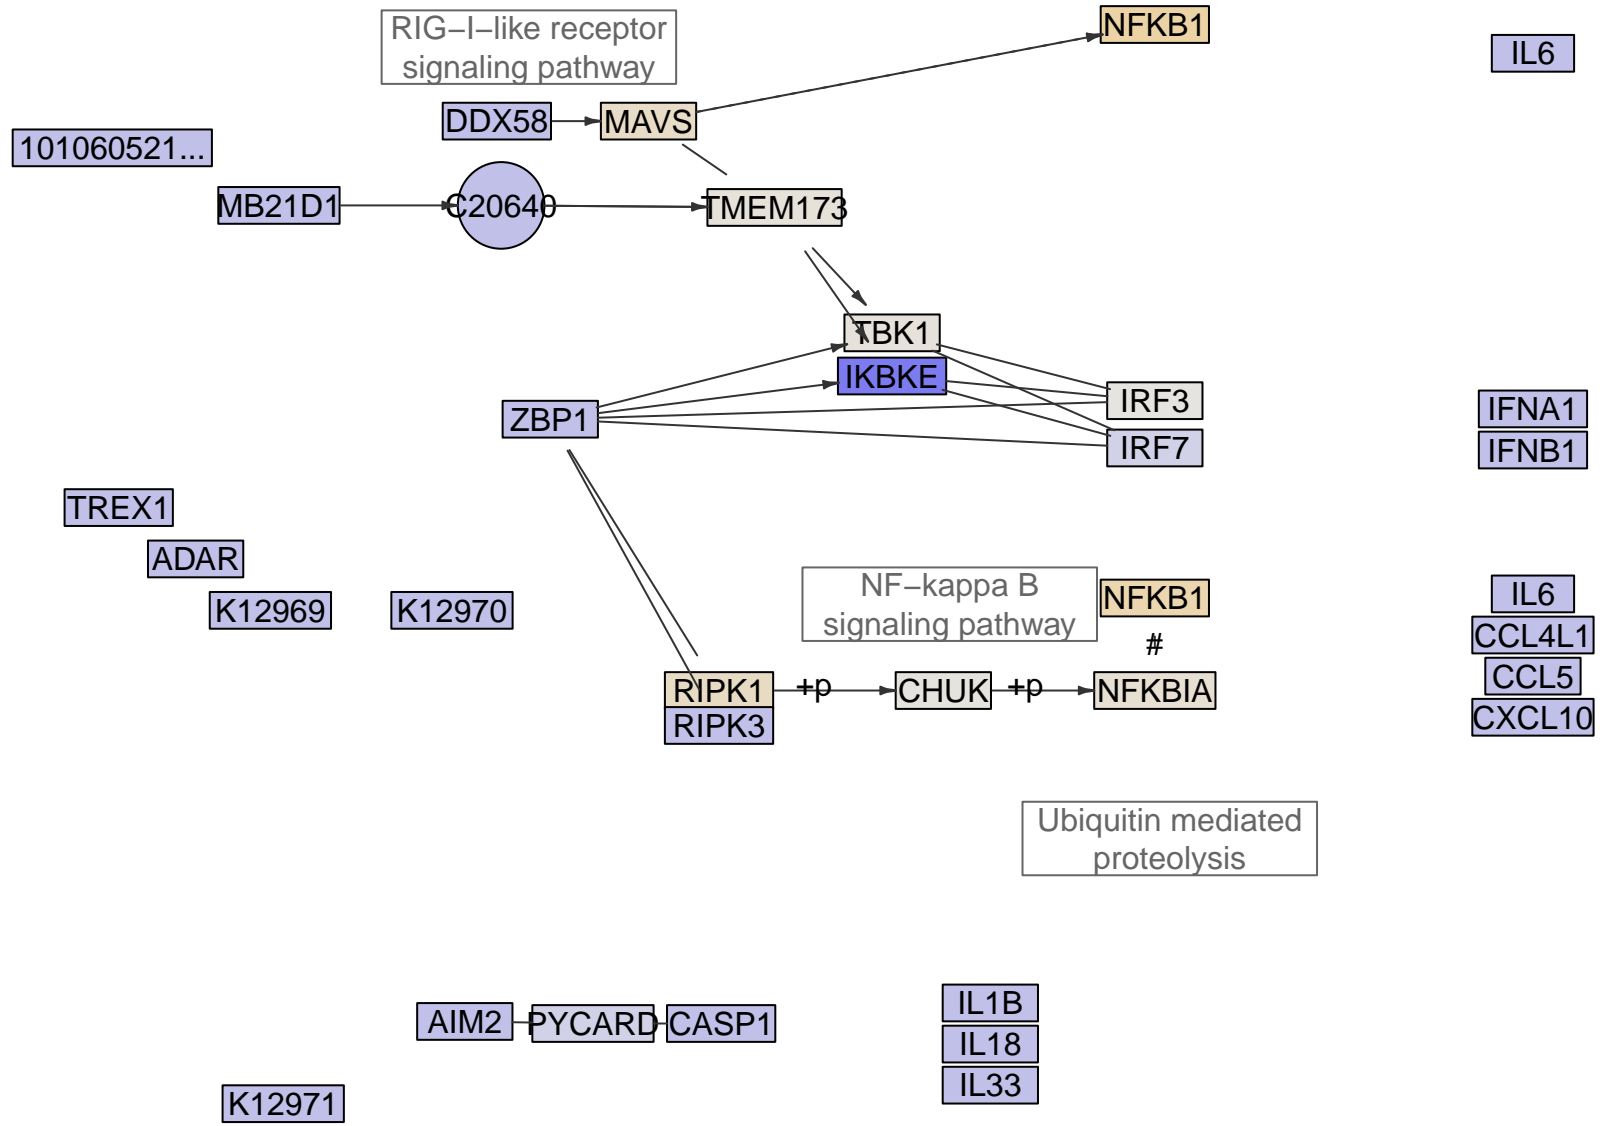 RIG–I–like receptor
signaling pathway
NFKB1
IL6
DDX58
MAVS
101060521...
MB21D1
C20640
TMEM173
TBK1
IKBKE
ZBP1
IRF3
IRF7
IFNA1
IFNB1
TREX1
ADAR
K12969
K12970
NF–kappa B
signaling pathway
NFKB1
#
IL6
CCL4L1
CCL5
CXCL10
RIPK1
+p
CHUK
+p
NFKBIA
RIPK3
Ubiquitin mediated
proteolysis
AIM2
PYCARD
CASP1
IL1B
IL18
IL33
K12971